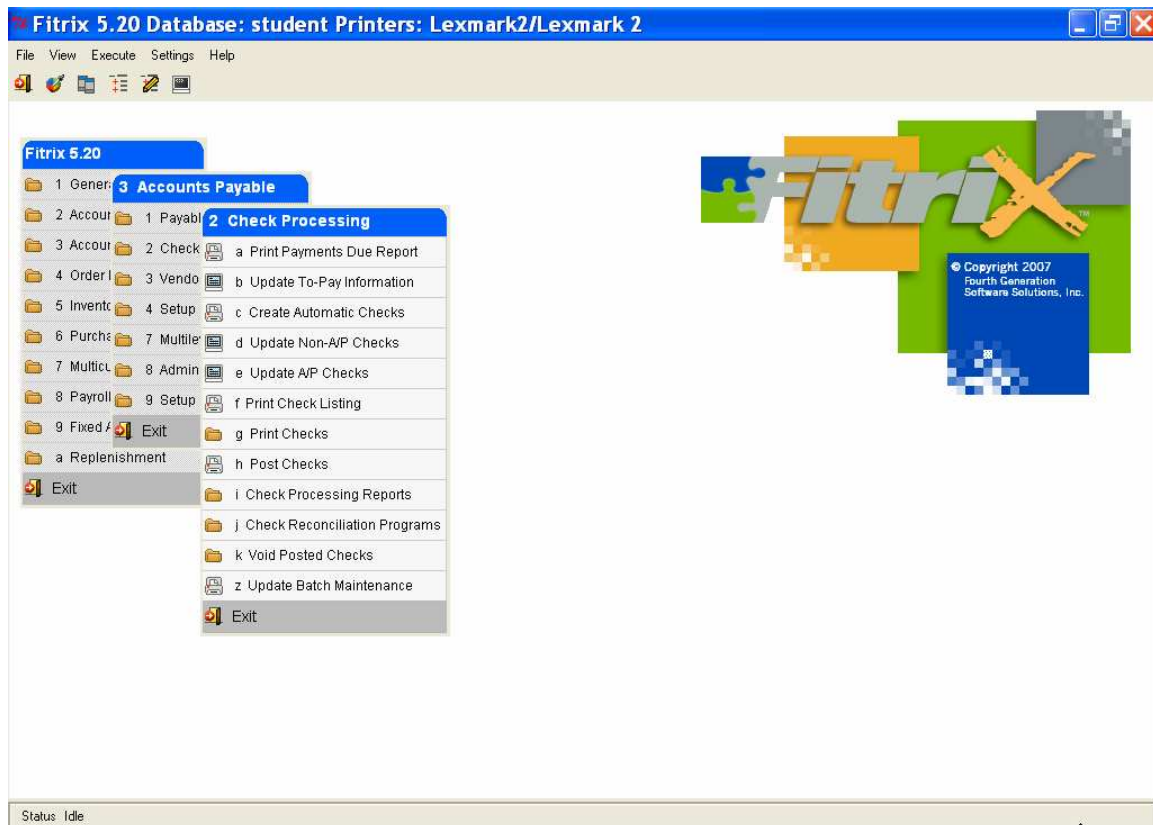 Fitrix 5.20 Database: student Printers: Lexmark2/Lexmark 2
File View Execute Settings Help
Fitrix 5.20
1 Gener
2 Accour
3 Accour
4 Order
5 Invento
6 Purcha
7 Multicu
8 Payroll
9 Fixed
a Replenishment
Exit
3 Accounts Payable
1 Payabl
2 Check
3 Vendo
4 Setup
7 Multile
8 Admin
9 Setup
Exit
2 Check Processing
a Print Payments Due Report
b Update To-Pay Information
c Create Automatic Checks
d Update Non-A/P Checks
e Update A/P Checks
f Print Check Listing
g Print Checks
h Post Checks
i Check Processing Reports
j Check Reconciliation Programs
k Void Posted Checks
z Update Batch Maintenance
Exit
Fitrix™
© Copyright 2007
Fourth Generation
Software Solutions, Inc.
Status Idle